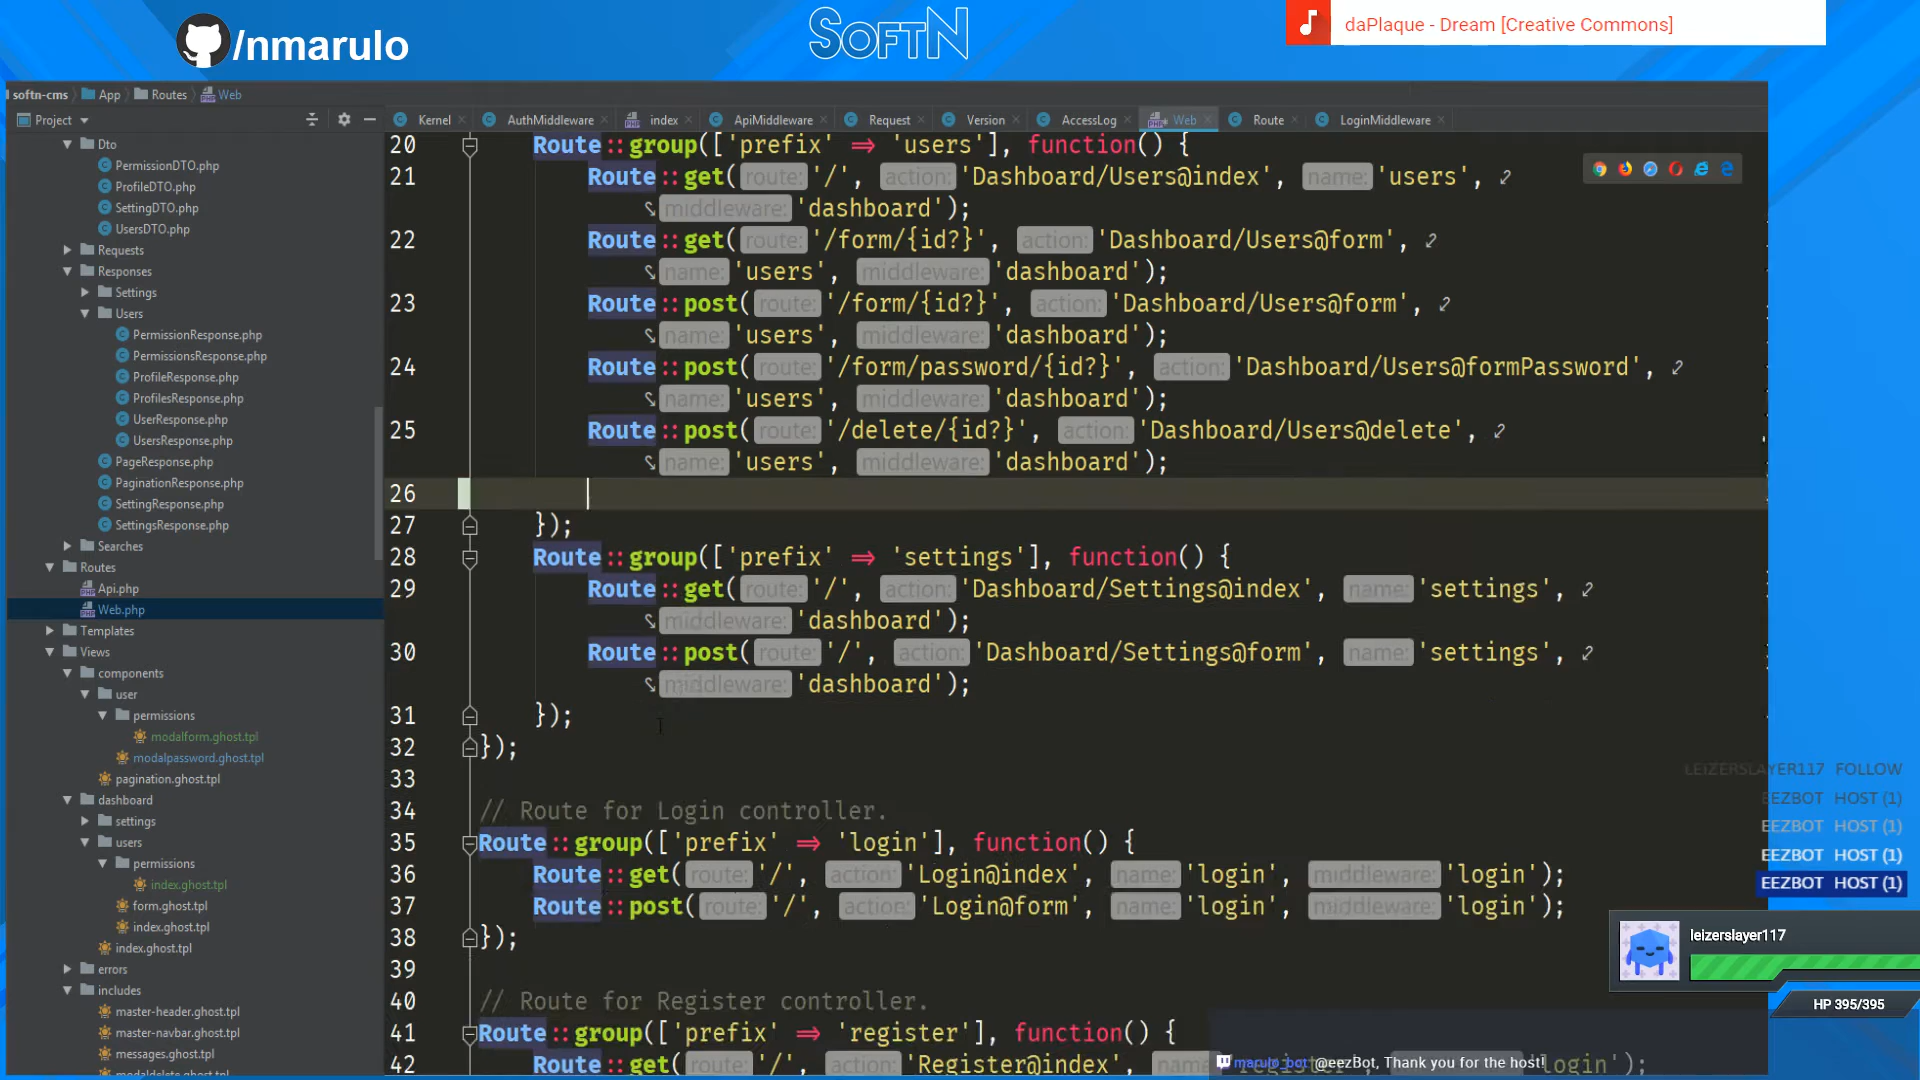 /nmarulo
SOFTN
daPlaque - Dream [Creative Commons]
softn-cms App Routes Web
Project
Kernel AuthMiddleware index ApiMiddleware Request Version AccessLog Web Route LoginMiddleware
Dto
PermissionDTO.php
ProfileDTO.php
SettingDTO.php
UsersDTO.php
Requests
Responses
Settings
Users
PermissionResponse.php
PermissionsResponse.php
ProfileResponse.php
ProfilesResponse.php
UserResponse.php
UsersResponse.php
PageResponse.php
PaginationResponse.php
SettingResponse.php
SettingsResponse.php
Searches
Routes
Api.php
Web.php
Templates
Views
components
user
permissions
modalform.ghost.tpl
modalpassword.ghost.tpl
pagination.ghost.tpl
dashboard
settings
users
permissions
index.ghost.tpl
form.ghost.tpl
index.ghost.tpl
index.ghost.tpl
errors
includes
master-header.ghost.tpl
master-navbar.ghost.tpl
messages.ghost.tpl
modaldelete.ghost.tpl
20 Route::group(['prefix' => 'users'], function() {
21 Route::get( route: '/', action: 'Dashboard/Users@index', name: 'users',
middleware: 'dashboard');
22 Route::get( route: '/form/{id?}', action: 'Dashboard/Users@form',
name: 'users', middleware: 'dashboard');
23 Route::post( route: '/form/{id?}', action: 'Dashboard/Users@form',
name: 'users', middleware: 'dashboard');
24 Route::post( route: '/form/password/{id?}', action: 'Dashboard/Users@formPassword',
name: 'users', middleware: 'dashboard');
25 Route::post( route: '/delete/{id?}', action: 'Dashboard/Users@delete',
name: 'users', middleware: 'dashboard');
26
27 });
28 Route::group(['prefix' => 'settings'], function() {
29 Route::get( route: '/', action: 'Dashboard/Settings@index', name: 'settings',
middleware: 'dashboard');
30 Route::post( route: '/', action: 'Dashboard/Settings@form', name: 'settings',
middleware: 'dashboard');
31 });
32 });
33
34 // Route for Login controller.
35 Route::group(['prefix' => 'login'], function() {
36 Route::get( route: '/', action: 'Login@index', name: 'login', middleware: 'login');
37 Route::post( route: '/', action: 'Login@form', name: 'login', middleware: 'login');
38 });
39
40 // Route for Register controller.
41 Route::group(['prefix' => 'register'], function() {
42 Route::get( route: '/', action: 'Register@index', 'register', 'login');
LEIZERSLAYER117 FOLLOW
EEZBOT HOST (1)
EEZBOT HOST (1)
EEZBOT HOST (1)
EEZBOT HOST (1)
leizerslayer117
HP 395/395
marulo_bot: @eezBot, Thank you for the host!